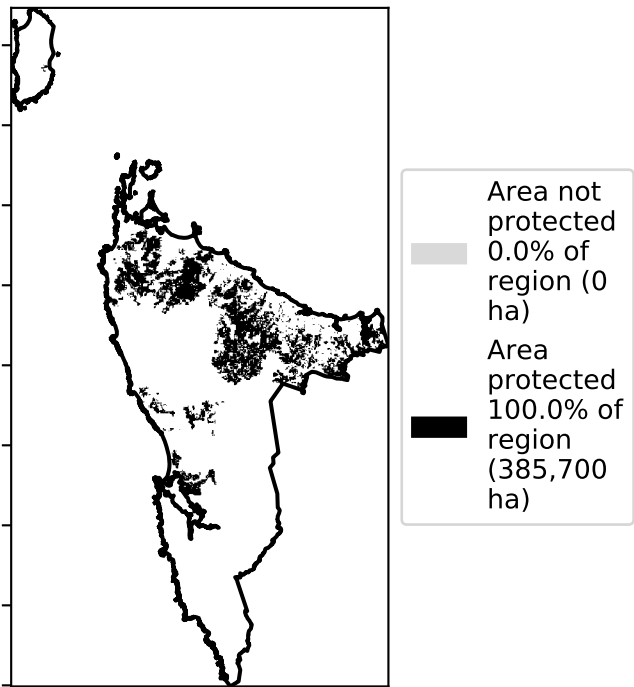 Area not
protected
0.0% of
region (0
ha)
Area
protected
100.0% of
region
(385,700
ha)